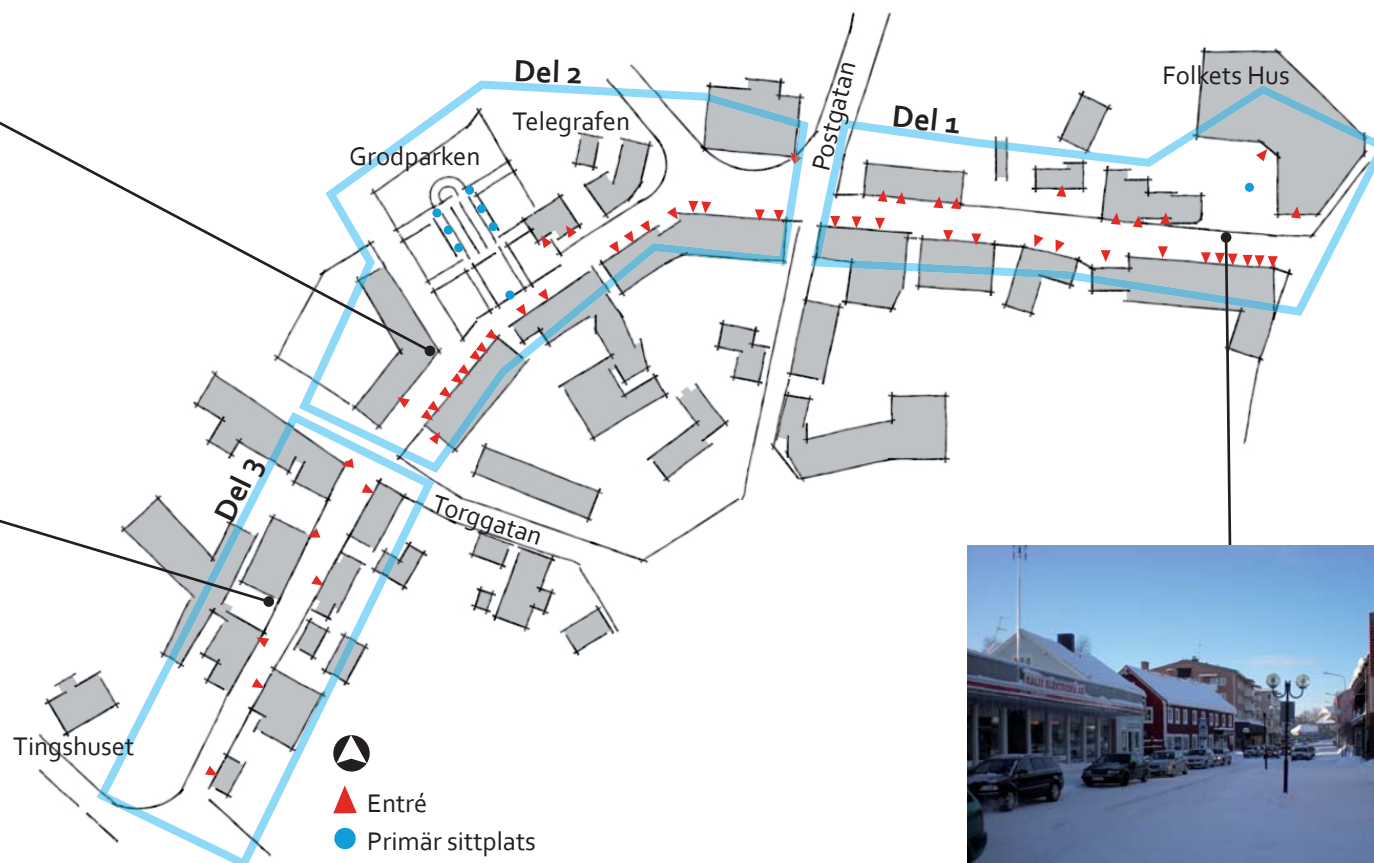 Del 2
Postgatan
Del 1
Folkets Hus
Telegrafen
Grodparken
Del 3
Torggatan
Tingshuset
Entré
Primär sittplats